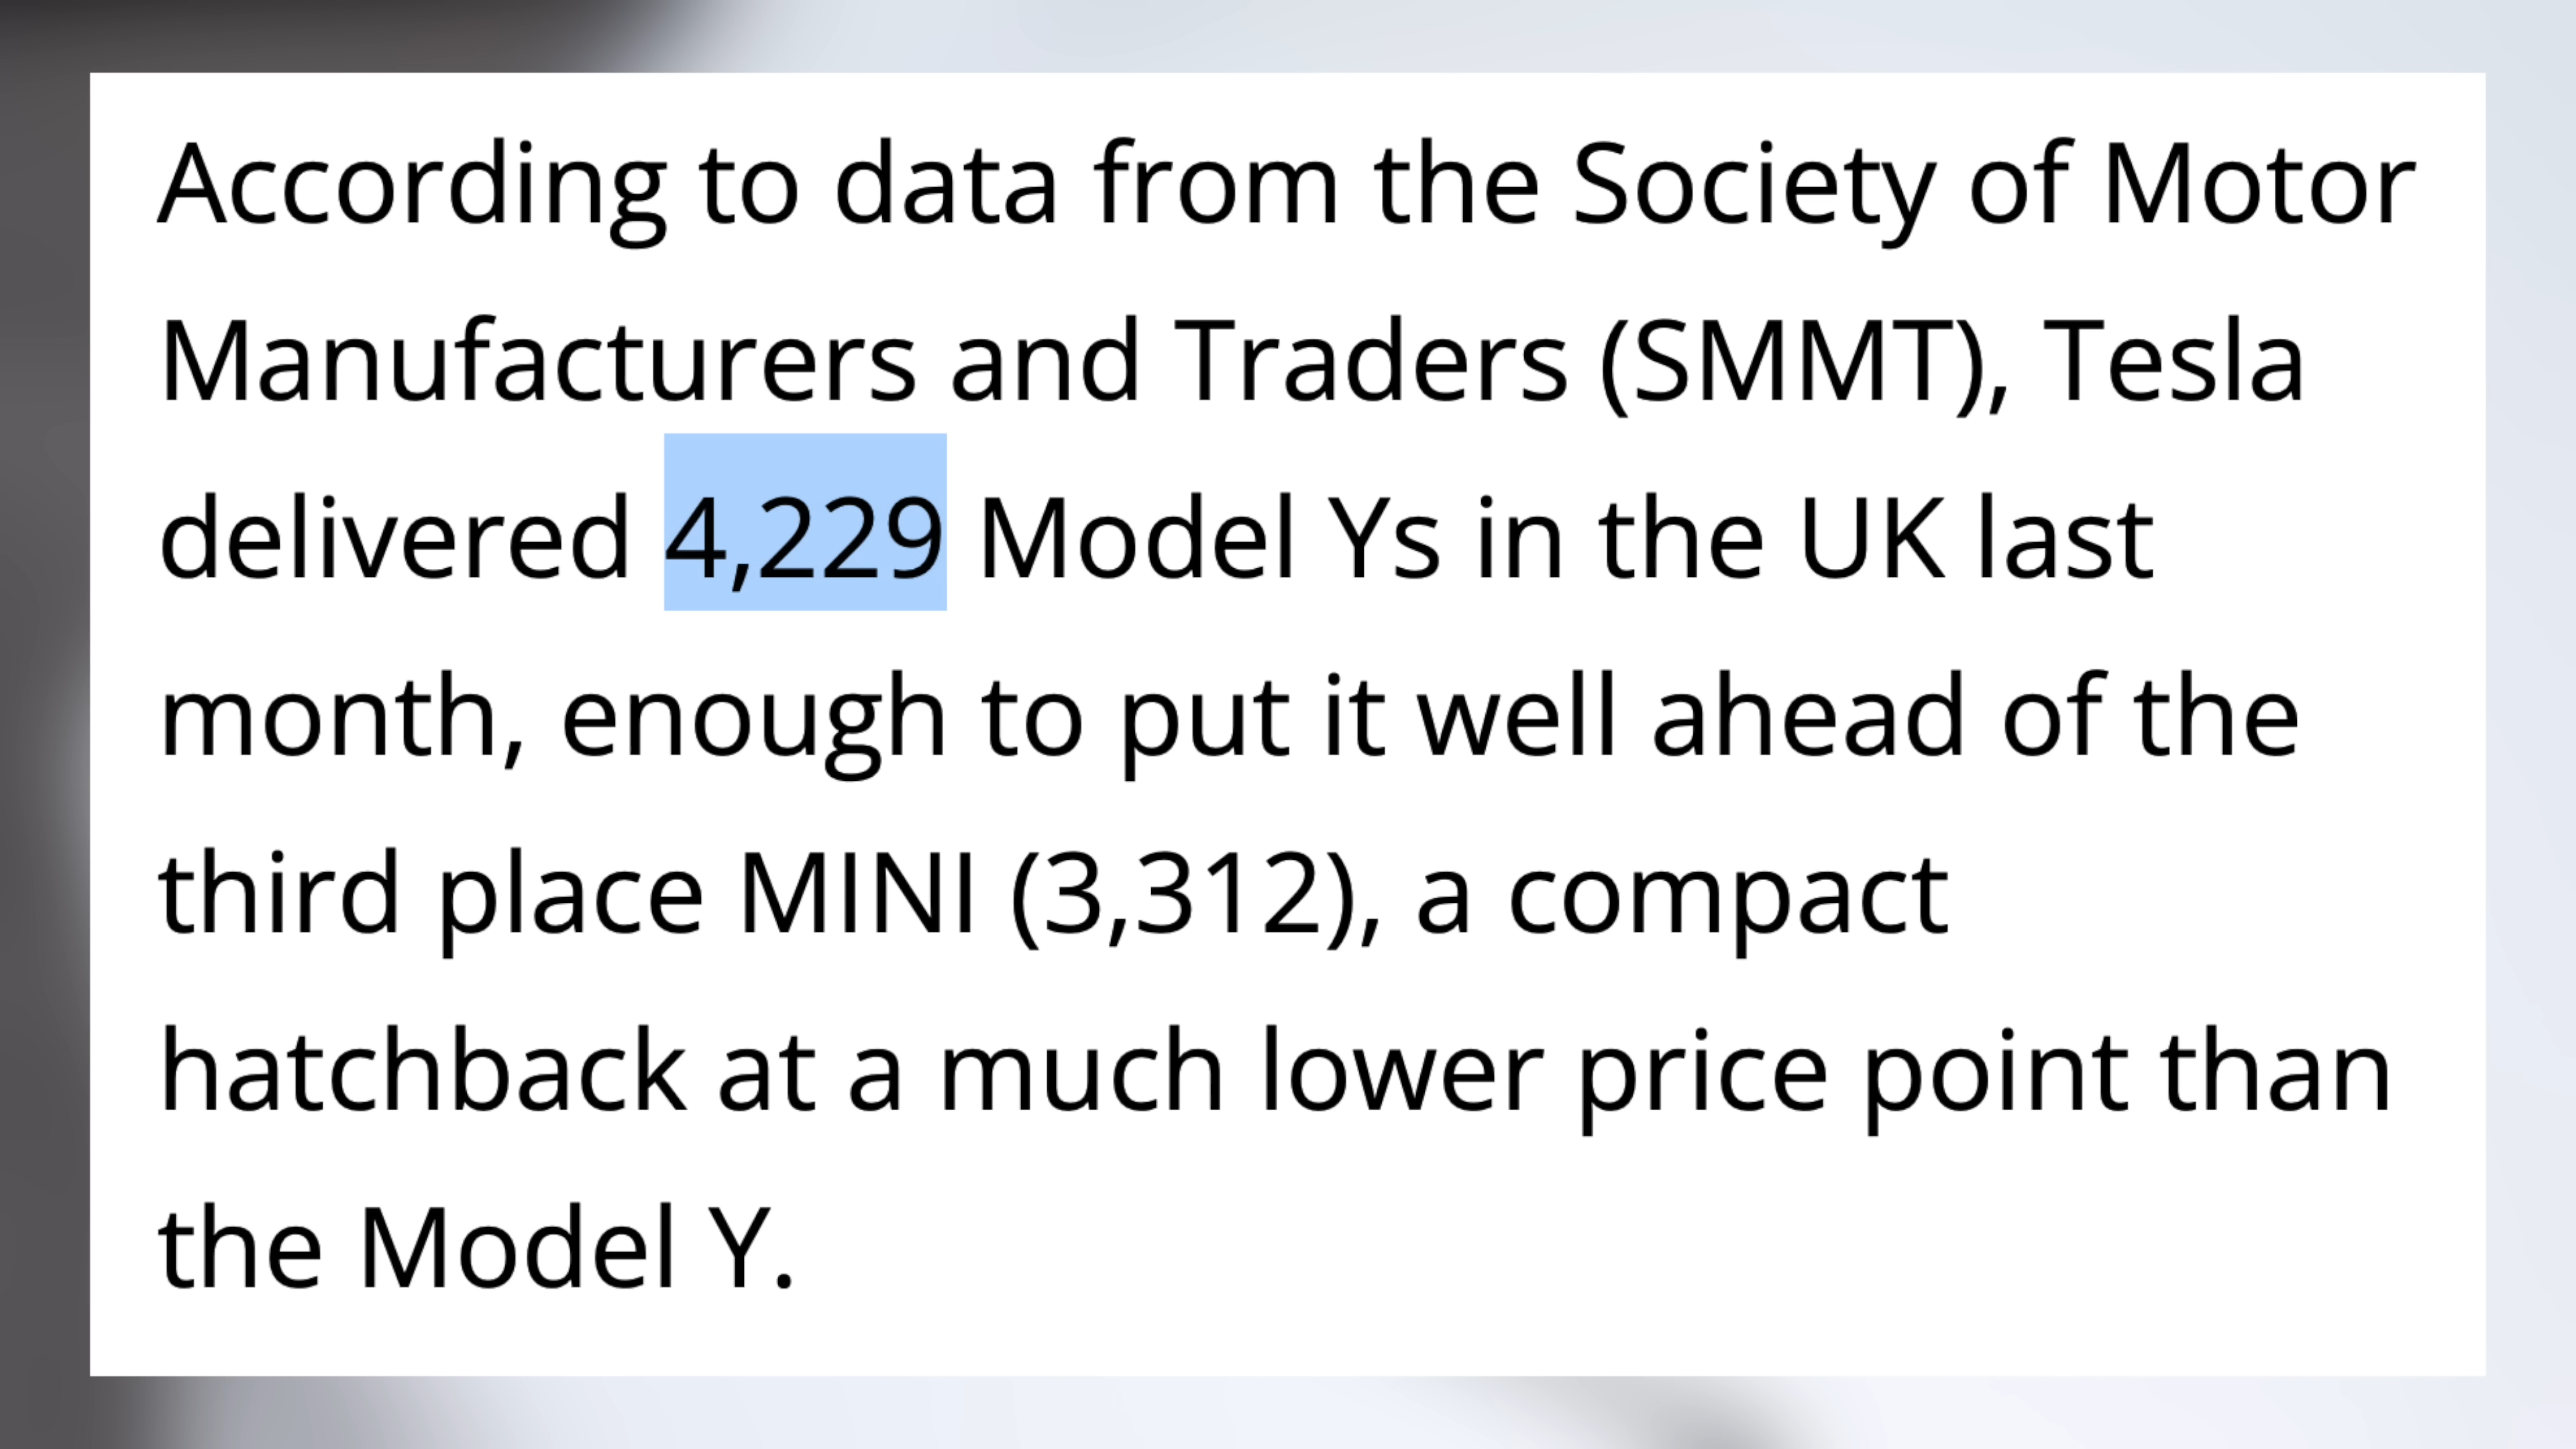 According to data from the Society of Motor
Manufacturers and Traders (SMMT), Tesla
delivered 4,229 Model Ys in the UK last
month, enough to put it well ahead of the
third place MINI (3,312), a compact
hatchback at a much lower price point than
the Model Y.